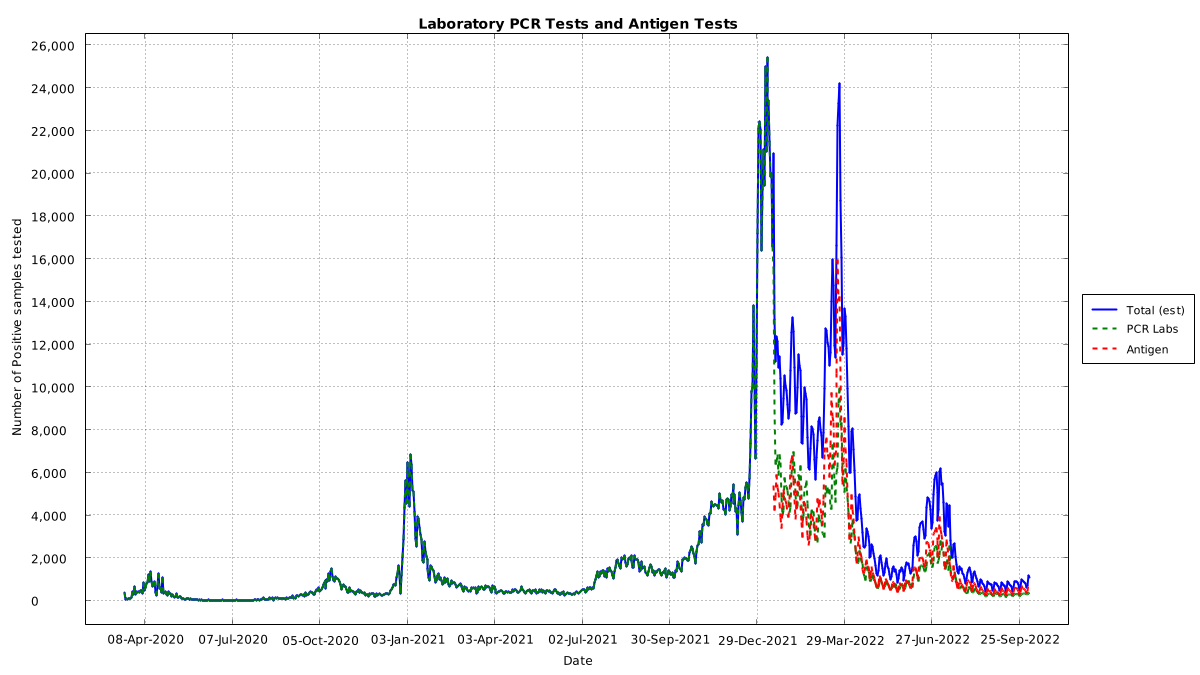 Laboratory PCR Tests and Antigen Tests
26,000
24,000
22,000
20,000
18,000
16,000
14,000
12,000
10,000
8,000
6,000
4,000
2,000
0
Number of Positive samples tested
08-Apr-2020 07-Jul-2020 05-Oct-2020 03-Jan-2021 03-Apr-2021 02-Jul-2021 30-Sep-2021 29-Dec-2021 29-Mar-2022 27-Jun-2022 25-Sep-2022
Date
Total (est)
PCR Labs
Antigen